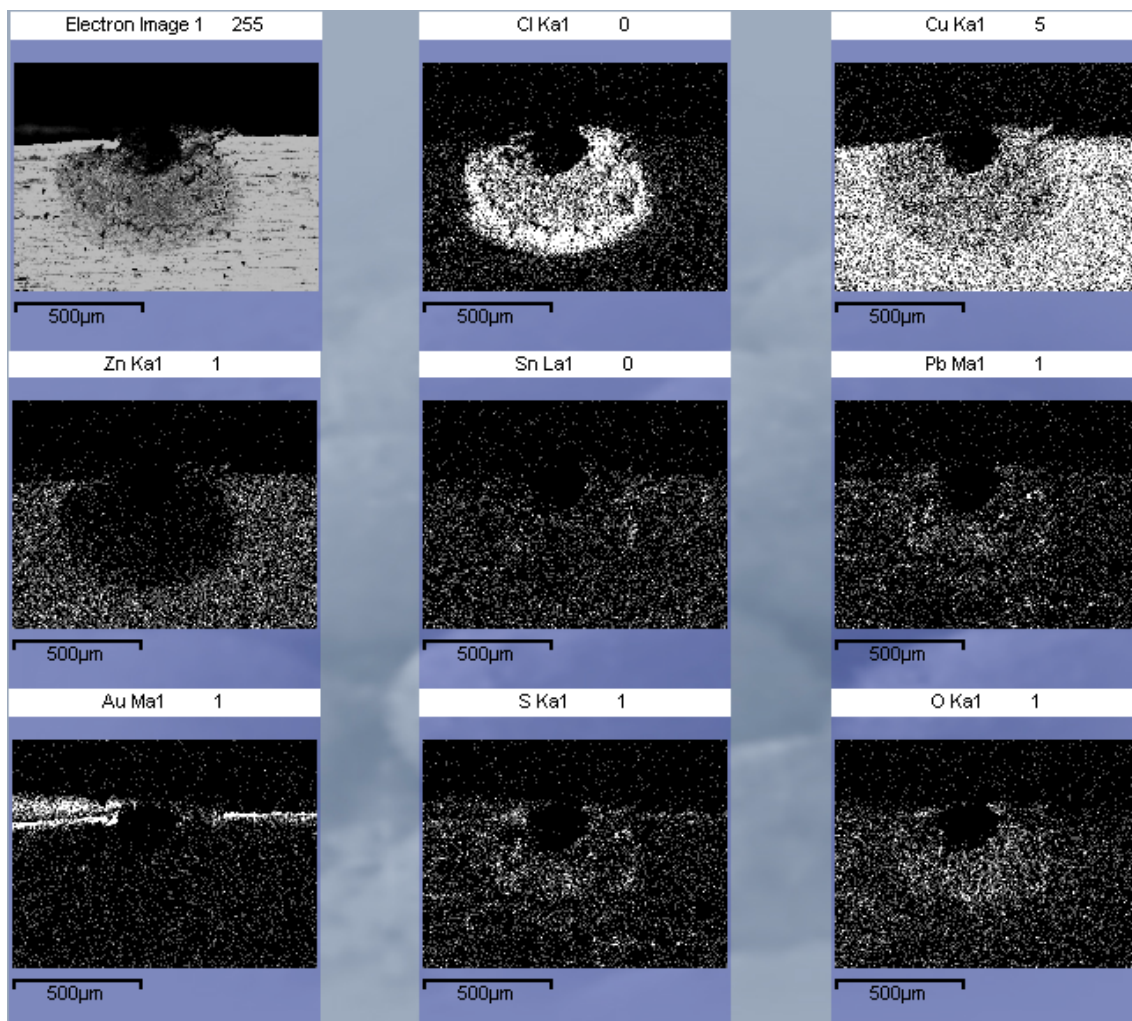 Electron Image 1 255
Cl Ka1 0
Cu Ka1 5
500µm
500µm
500µm
Zn Ka1 1
Sn La1 0
Pb Ma1 1
500µm
500µm
500µm
Au Ma1 1
S Ka1 1
O Ka1 1
500µm
500µm
500µm